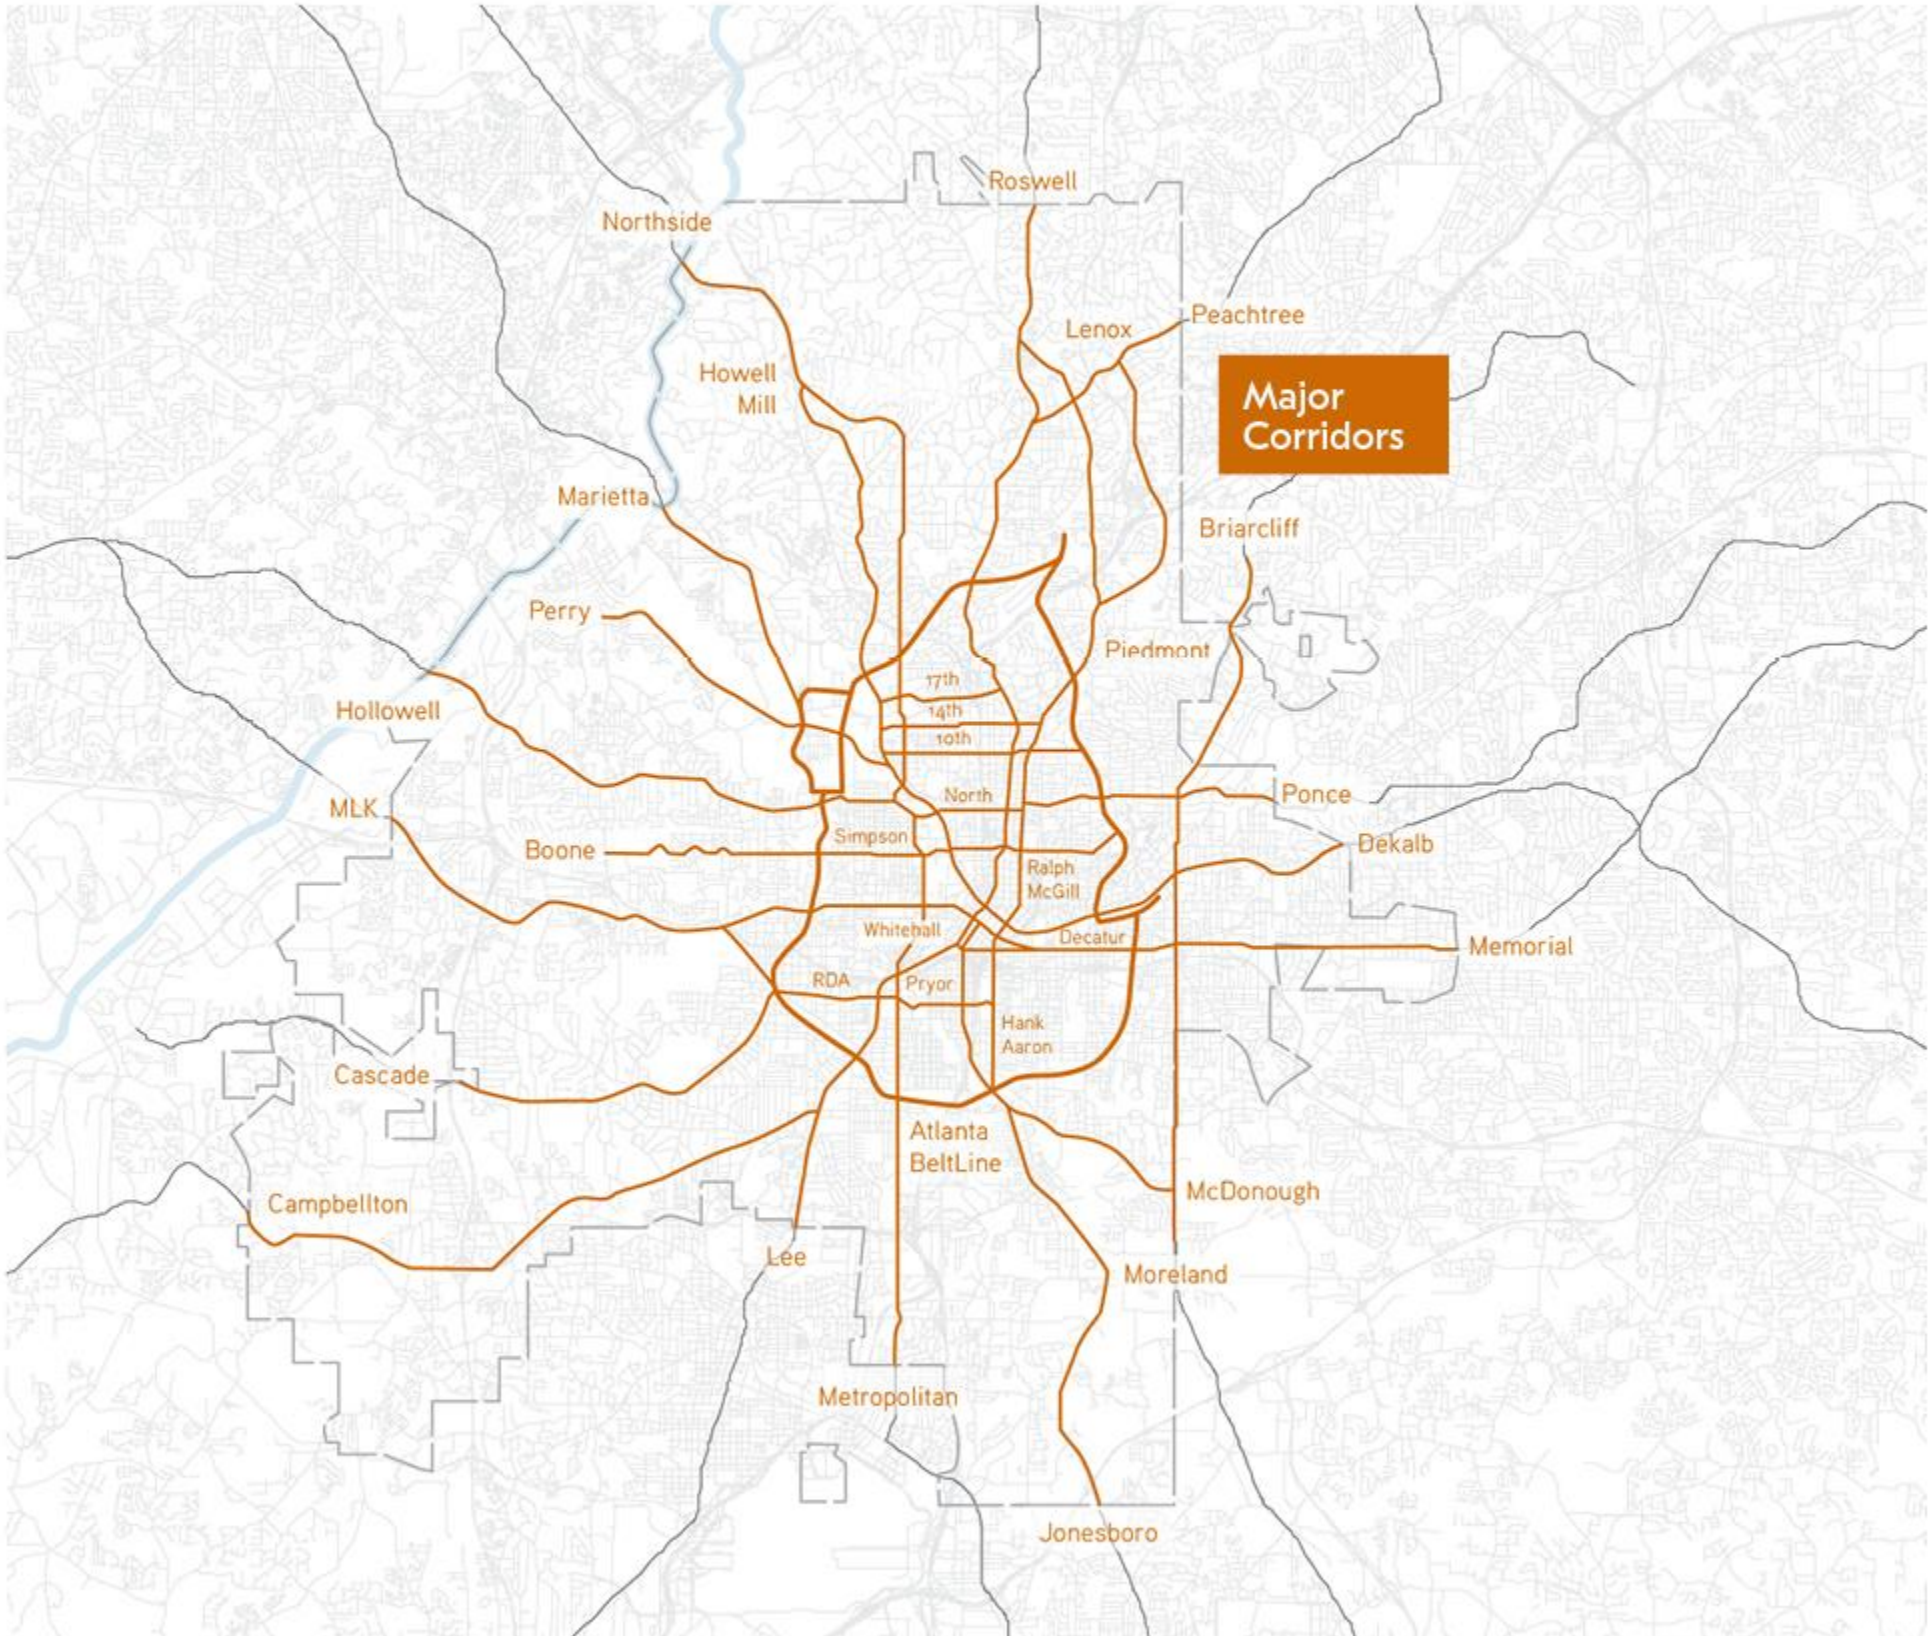 Roswell
Northside
Peachtree
Lenox
Howell
Mill
Major
Corridors
Marietta
Briarcliff
Perry
Piedmont
17th
14th
10th
Hollowell
North
Ponce
MLK
Simpson
Boone
Dekalb
Ralph
McGill
Whitehall
Decatur
Memorial
RDA
Pryor
Hank
Aaron
Cascade
Atlanta
BeltLine
McDonough
Campbellton
Lee
Moreland
Metropolitan
Jonesboro